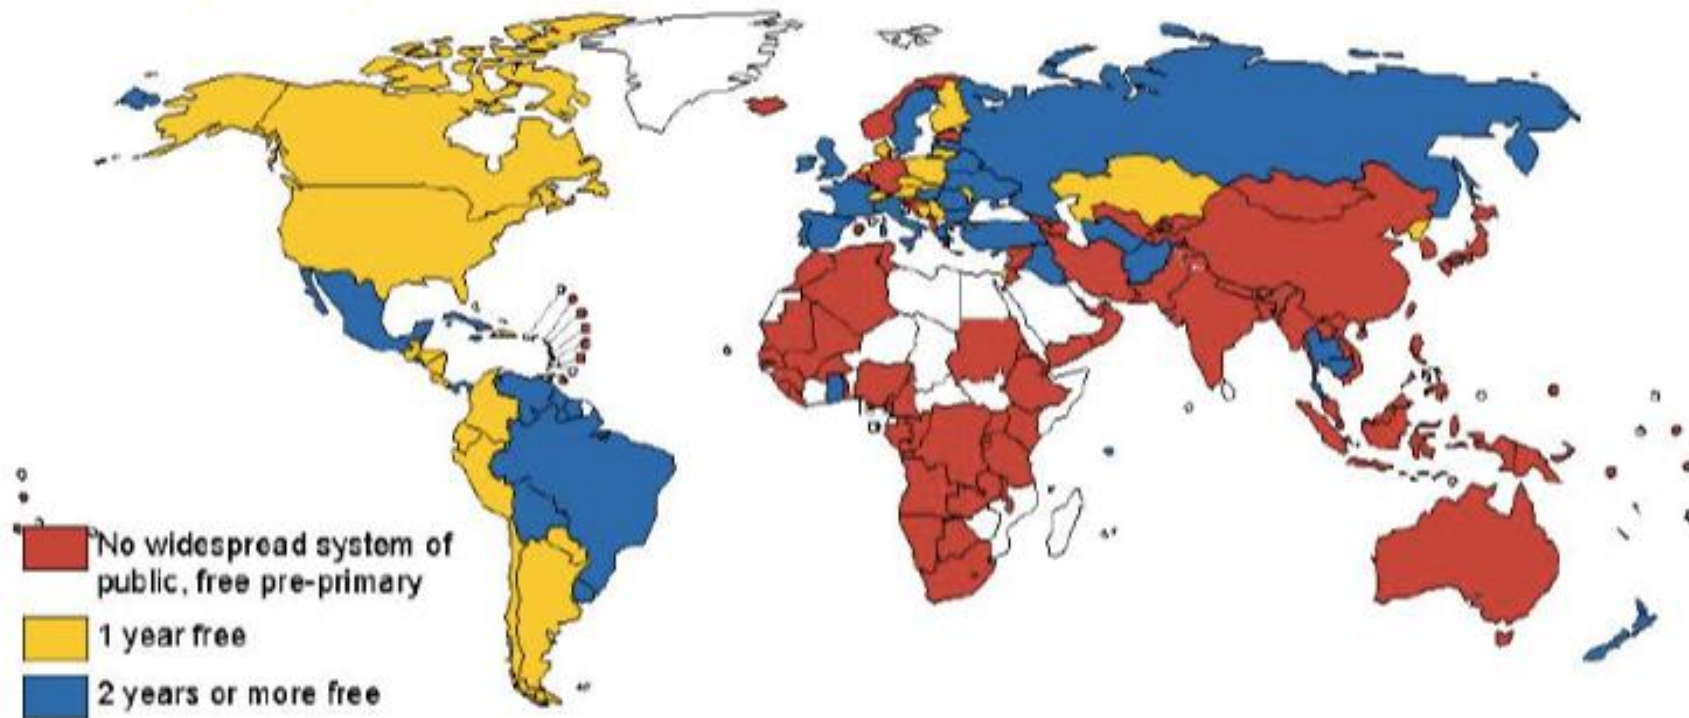 No widespread system of
public, free pre-primary
1 year free
2 years or more free